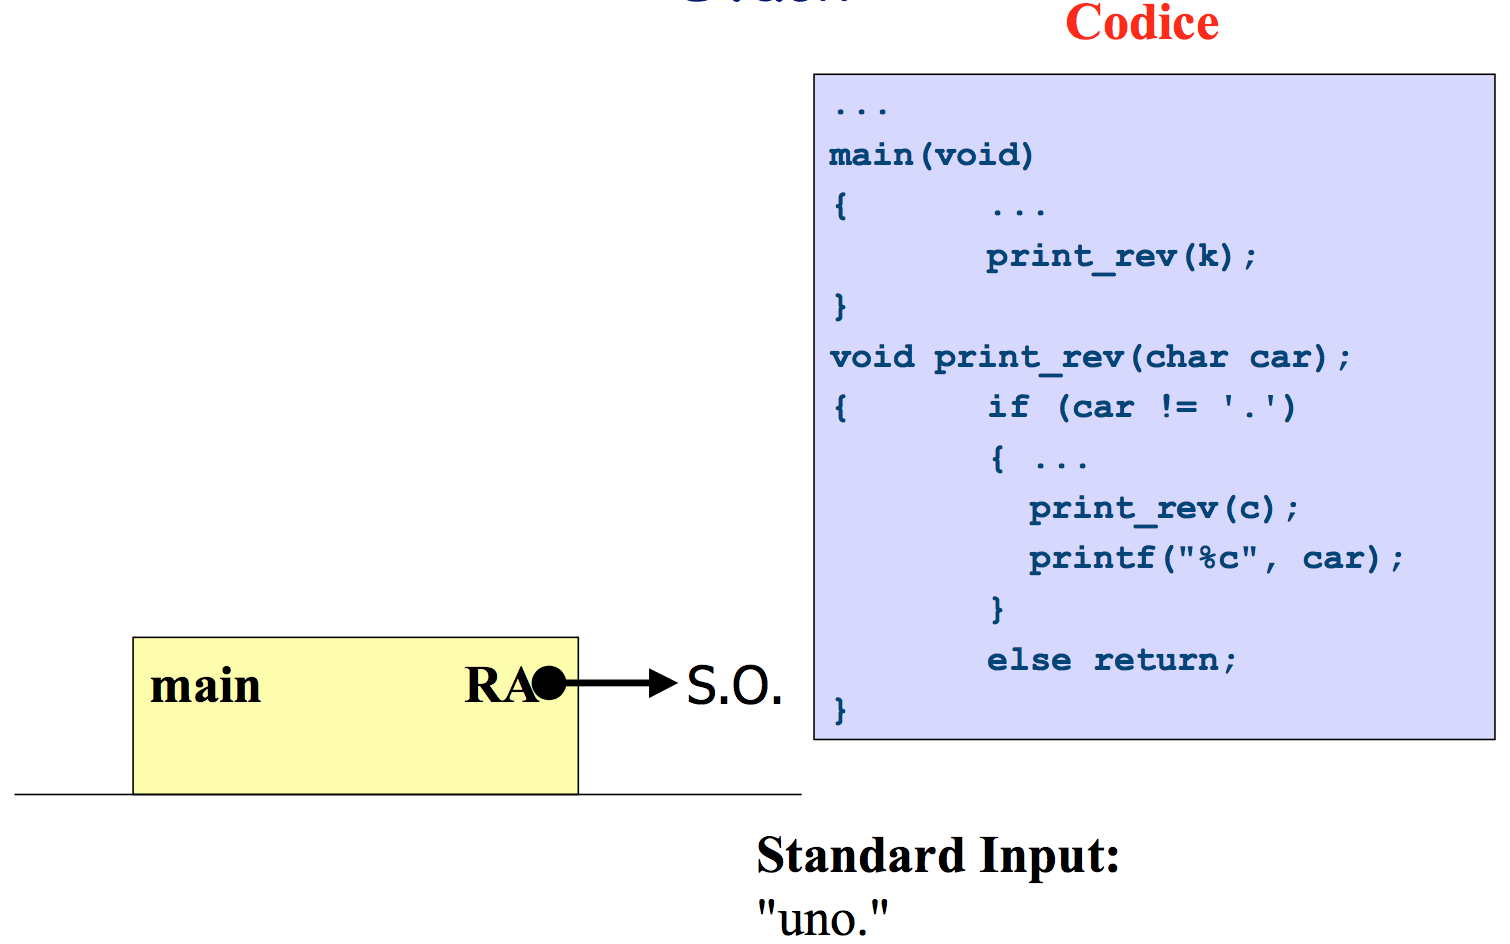 Codice
...
main(void)
{ ...
print_rev(k);
}
void print_rev(char car);
{ if (car != '.')
{ ...
print_rev(c);
printf("%c", car);
}
else return;
}
main RA S.O.
Standard Input:
"uno."